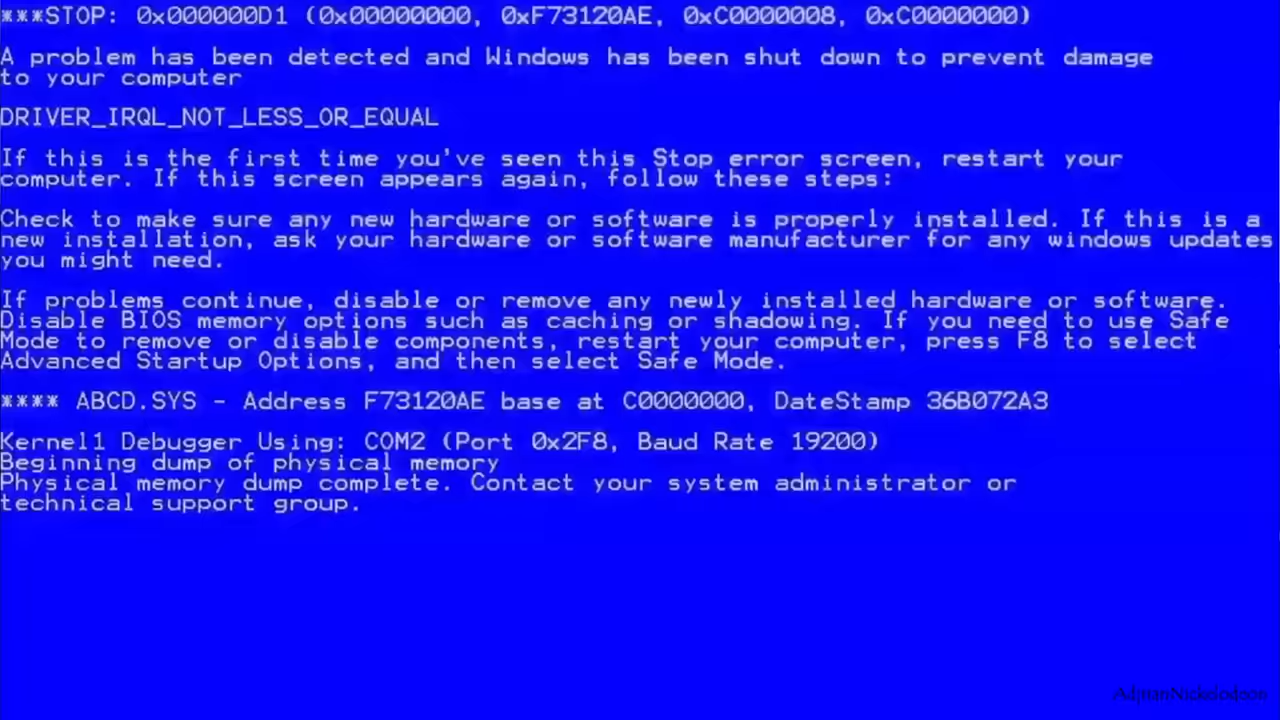 ***STOP: 0x000000D1 (0x00000000, 0xF73120AE, 0xC0000008, 0xC0000000)
A problem has been detected and Windows has been shut down to prevent damage
to your computer
DRIVER_IRQL_NOT_LESS_OR_EQUAL
If this is the first time you've seen this Stop error screen, restart your
computer. If this screen appears again, follow these steps:
Check to make sure any new hardware or software is properly installed. If this is a
new installation, ask your hardware or software manufacturer for any windows updates
you might need.
If problems continue, disable or remove any newly installed hardware or software.
Disable BIOS memory options such as caching or shadowing. If you need to use Safe
Mode to remove or disable components, restart your computer, press F8 to select
Advanced Startup Options, and then select Safe Mode.
**** ABCD.SYS - Address F73120AE base at C0000000, DateStamp 36B072A3
Kernel1 Debugger Using: COM2 (Port 0x2F8, Baud Rate 19200)
Beginning dump of physical memory
Physical memory dump complete. Contact your system administrator or
technical support group.